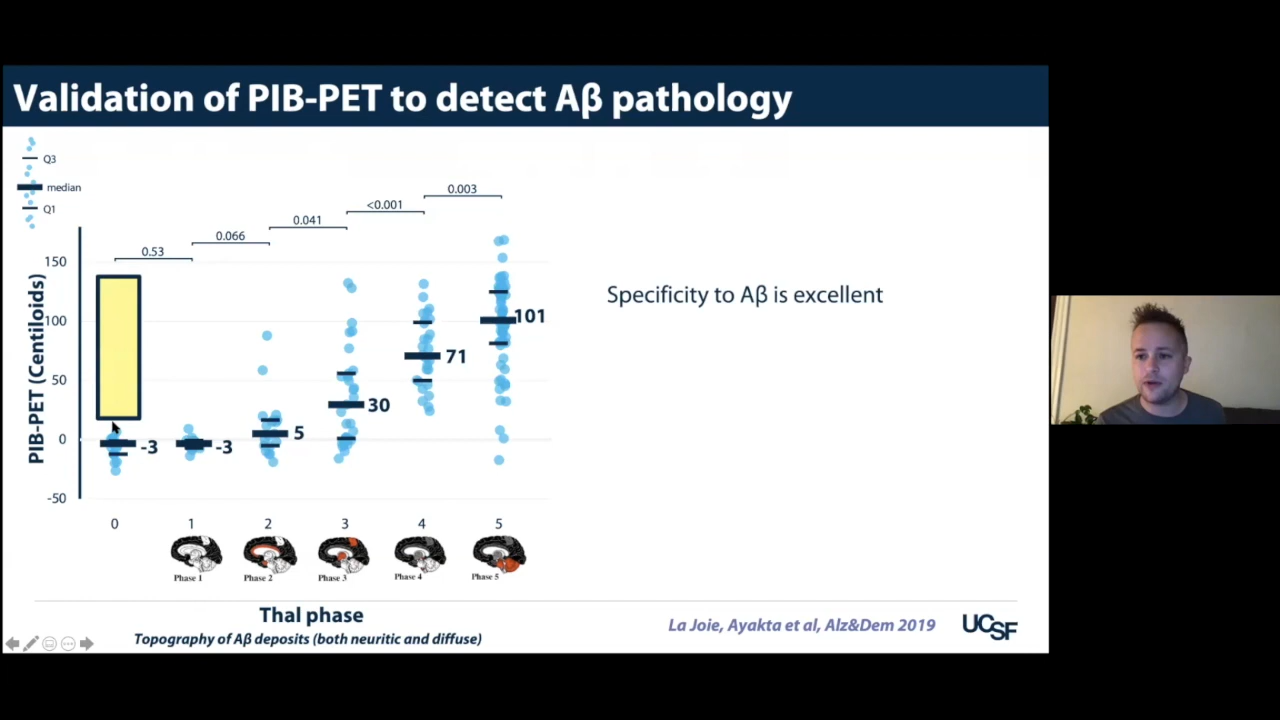 Validation of PIB-PET to detect Aβ pathology
Q3
median
Q1
0.003
<0.001
0.041
0.066
0.53
PIB-PET (Centiloids)
150
100
50
0
-50
-3
-3
5
30
71
101
Specificity to Aβ is excellent
0 1 2 3 4 5
Phase 1 Phase 2 Phase 3 Phase 4 Phase 5
Thal phase
Topography of Aβ deposits (both neuritic and diffuse)
La Joie, Ayakta et al, Alz&Dem 2019
UCSF